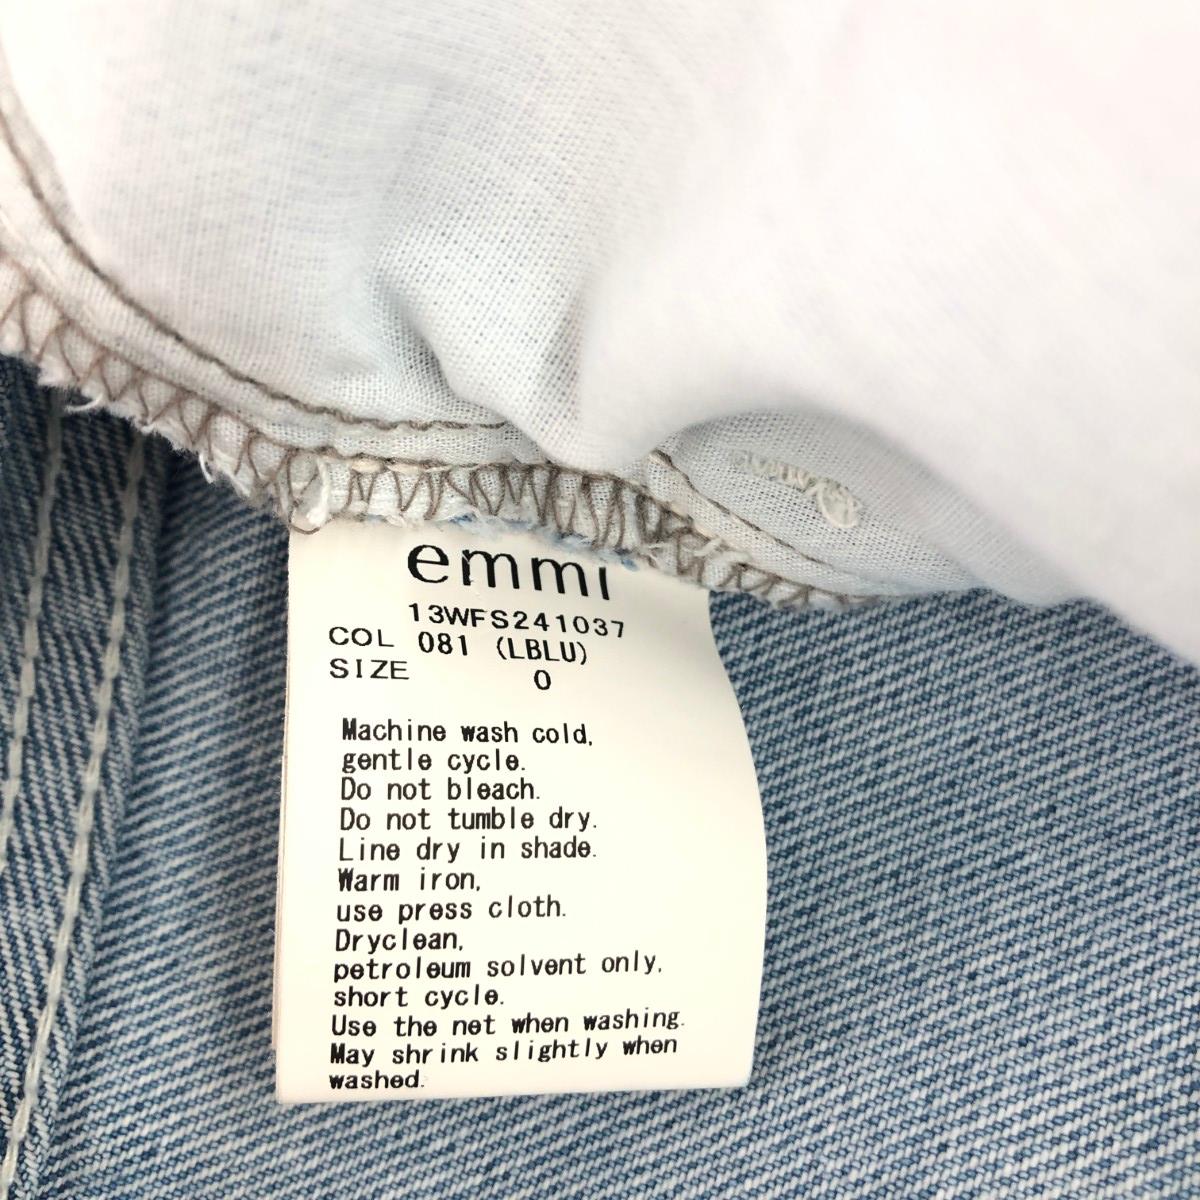 emmi
13WFS241037
COL 081 (LBLU)
SIZE 0
Machine wash cold,
gentle cycle.
Do not bleach.
Do not tumble dry.
Line dry in shade.
Warm iron,
use press cloth.
Dryclean,
petroleum solvent only,
short cycle.
Use the net when washing.
May shrink slightly when
washed.